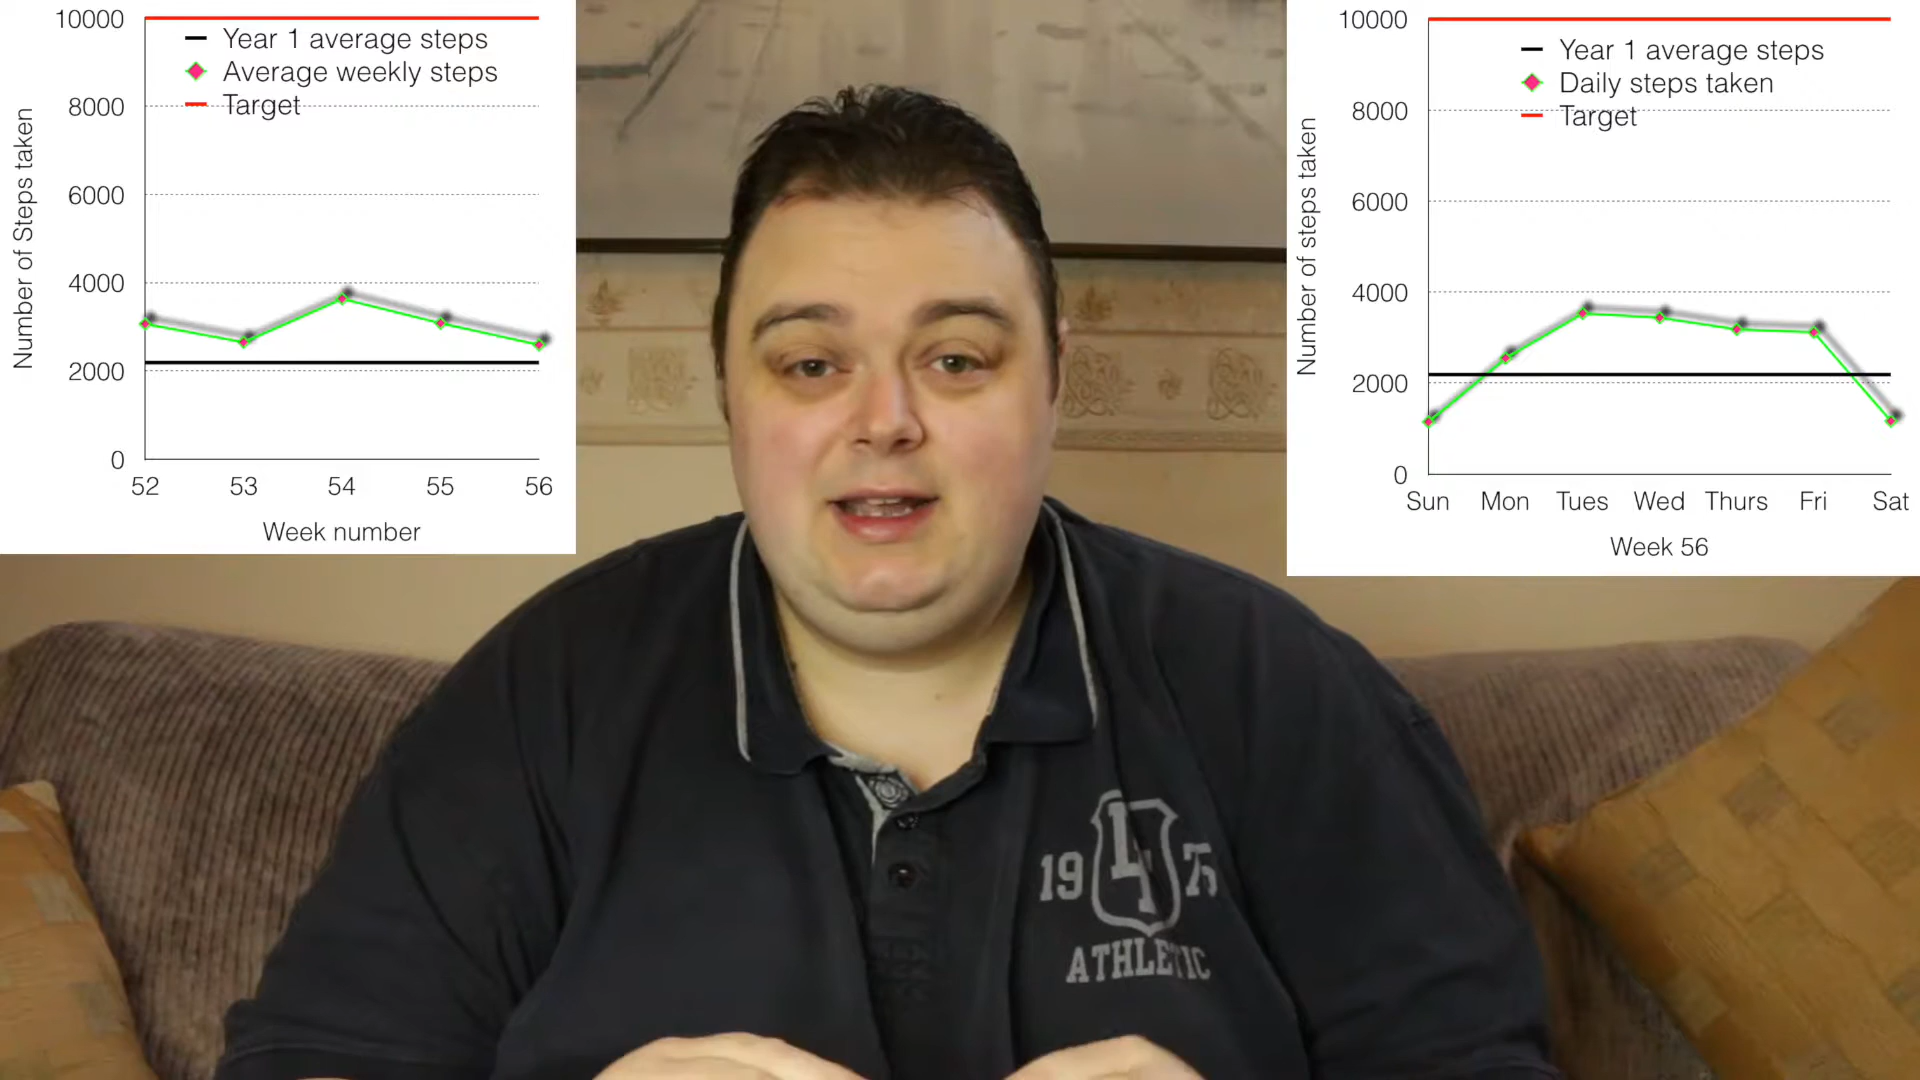 10000
Year 1 average steps
Average weekly steps
Target
8000
6000
4000
2000
0
Number of Steps taken
52 53 54 55 56
Week number
10000
Year 1 average steps
Daily steps taken
Target
8000
6000
4000
2000
0
Number of steps taken
Sun Mon Tues Wed Thurs Fri Sat
Week 56
19 75
ATHLETIC